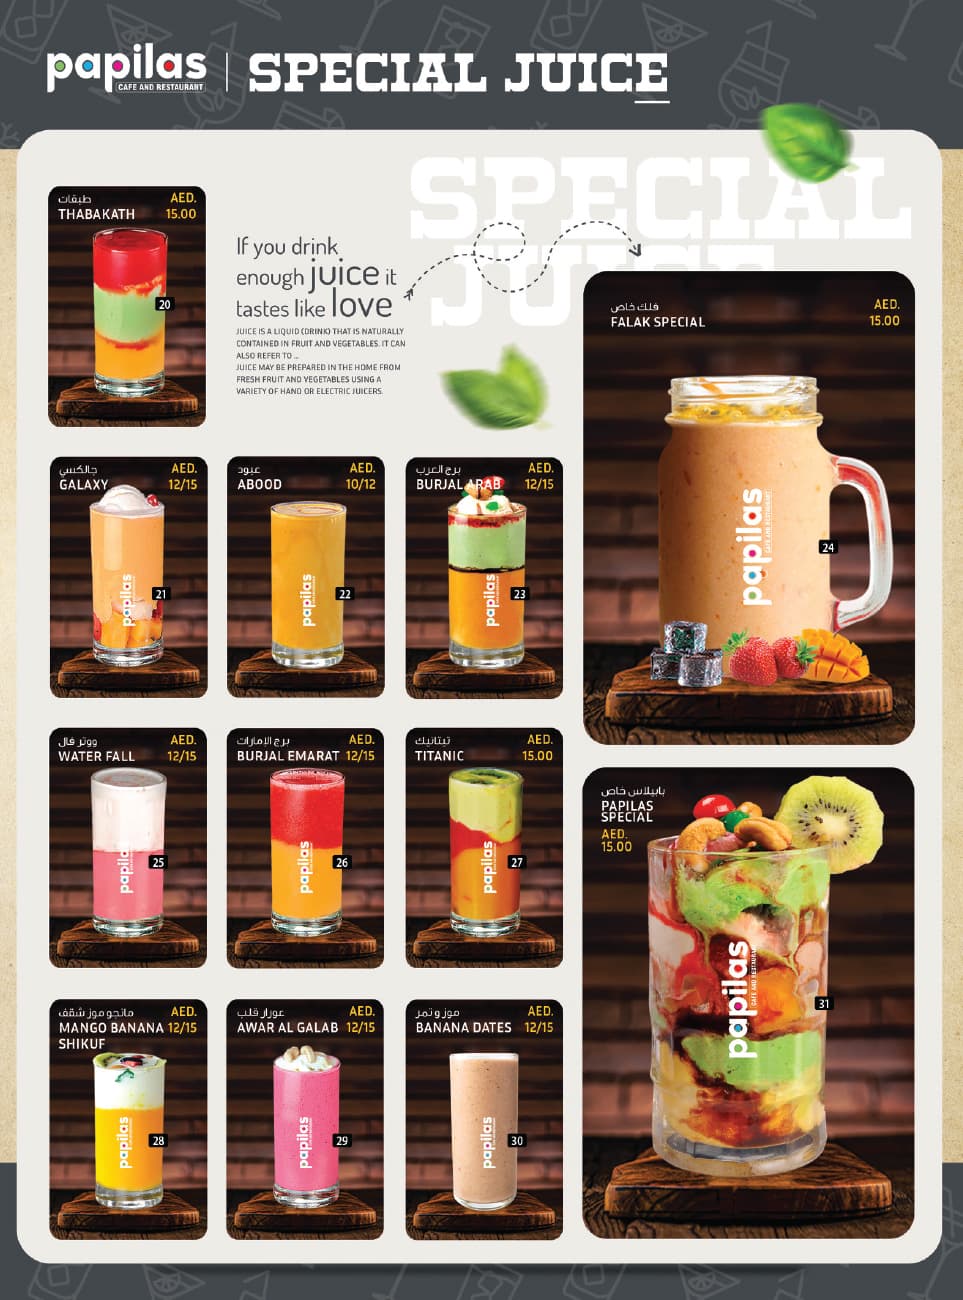 papilas
CAFE AND RESTAURANT
SPECIAL JUICE
SPECIAL
JUICE
If you drink
enough juice it
tastes like love
JUICE IS A LIQUID (DRINK) THAT IS NATURALLY
CONTAINED IN FRUIT AND VEGETABLES. IT CAN
ALSO REFER TO ...
JUICE MAY BE PREPARED IN THE HOME FROM
FRESH FRUIT AND VEGETABLES USING A
VARIETY OF HAND OR ELECTRIC JUICERS.
طبقات AED.
THABAKATH 15.00
20
فلك خاص AED.
FALAK SPECIAL 15.00
papilas
CAFE AND RESTAURANT
24
جالكسي AED.
GALAXY 12/15
papilas
21
عبود AED.
ABOOD 10/12
papilas
22
برج العرب AED.
BURJAL ARAB 12/15
papilas
23
ووتر فال AED.
WATER FALL 12/15
papilas
25
برج الإمارات AED.
BURJAL EMARAT 12/15
papilas
26
تيتانيك AED.
TITANIC 15.00
papilas
27
مانجو موز شقف AED.
MANGO BANANA 12/15
SHIKUF
papilas
28
عوار قلب AED.
AWAR AL GALAB 12/15
papilas
29
موز و تمر AED.
BANANA DATES 12/15
papilas
30
بابيلاس خاص
PAPILAS
SPECIAL
AED.
15.00
papilas
CAFE AND RESTAURANT
31